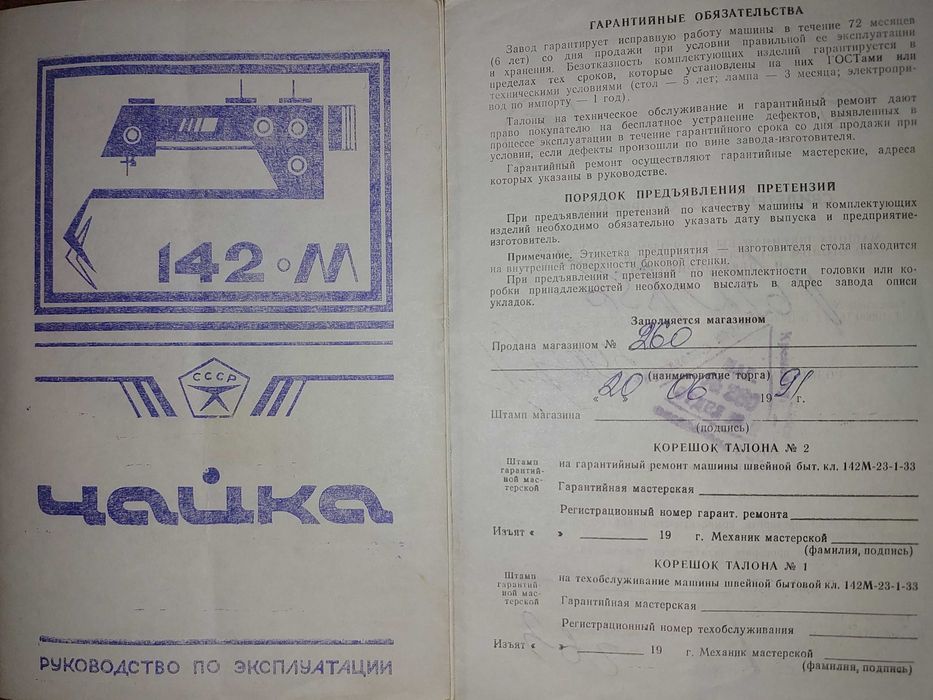 142·М
СССР
чайка
РУКОВОДСТВО ПО ЭКСПЛУАТАЦИИ
ГАРАНТИЙНЫЕ ОБЯЗАТЕЛЬСТВА
Завод гарантирует исправную работу машины в течение 72 месяцев
(6 лет) со дня продажи при условии правильной ее эксплуатации
и хранения. Безотказность комплектующих изделий гарантируется в
пределах тех сроков, которые установлены на них ГОСТами или
техническими условиями (стол — 5 лет; лампа — 3 месяца; электропри-
вод по импорту — 1 год).
Талоны на техническое обслуживание и гарантийный ремонт дают
право покупателю на бесплатное устранение дефектов, выявленных в
процессе эксплуатации в течение гарантийного срока со дня продажи при
условии, если дефекты произошли по вине завода-изготовителя.
Гарантийный ремонт осуществляют гарантийные мастерские, адреса
которых указаны в руководстве.
ПОРЯДОК ПРЕДЪЯВЛЕНИЯ ПРЕТЕНЗИЙ
При предъявлении претензий по качеству машины и комплектующих
изделий необходимо обязательно указать дату выпуска и предприятие-
изготовитель.
Примечание. Этикетка предприятия — изготовителя стола находится
на внутренней поверхности боковой стенки.
При предъявлении претензий по некомплектности головки или ко-
робки принадлежностей необходимо выслать в адрес завода описи
укладок.
Заполняется магазином
Продана магазином № 260
(наименование торга)
« 20 » 06 1991 г.
Штамп магазина
(подпись)
КОРЕШОК ТАЛОНА № 2
Штамп гарантий-ной мас-терской
на гарантийный ремонт машины швейной быт. кл. 142М-23-1-33
Гарантийная мастерская
Регистрационный номер гарант. ремонта
Изъят « » 19 г. Механик мастерской
(фамилия, подпись)
КОРЕШОК ТАЛОНА № 1
Штамп гарантий-ной мас-терской
на техобслуживание машины швейной бытовой кл. 142М-23-1-33
Гарантийная мастерская
Регистрационный номер техобслуживания
Изъят « » 19 г. Механик мастерской
(фамилия, подпись)